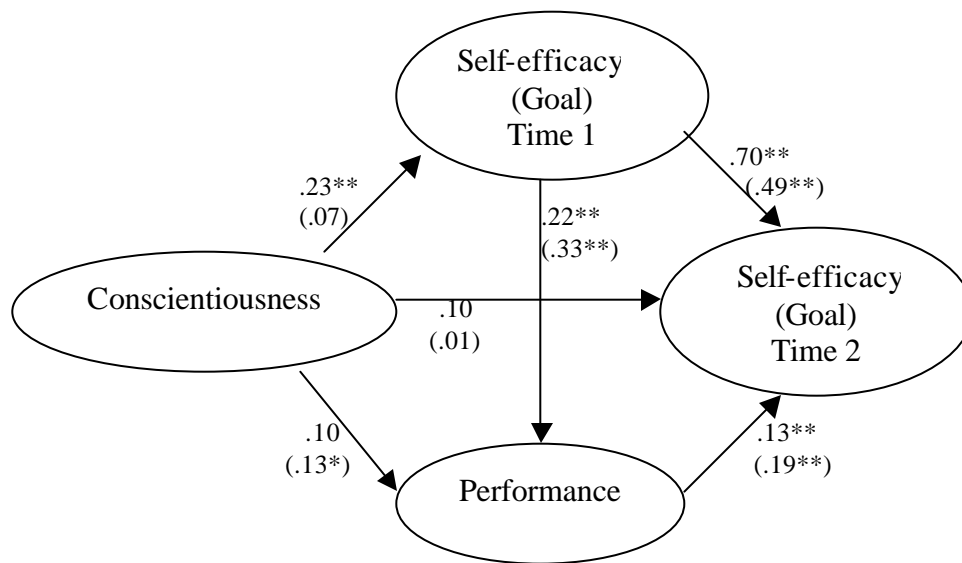 Self-efficacy
(Goal)
Time 1
.70**
(.49**)
.23**
(.07)
.22**
(.33**)
Conscientiousness
.10
(.01)
Self-efficacy
(Goal)
Time 2
.10
(.13*)
.13**
(.19**)
Performance